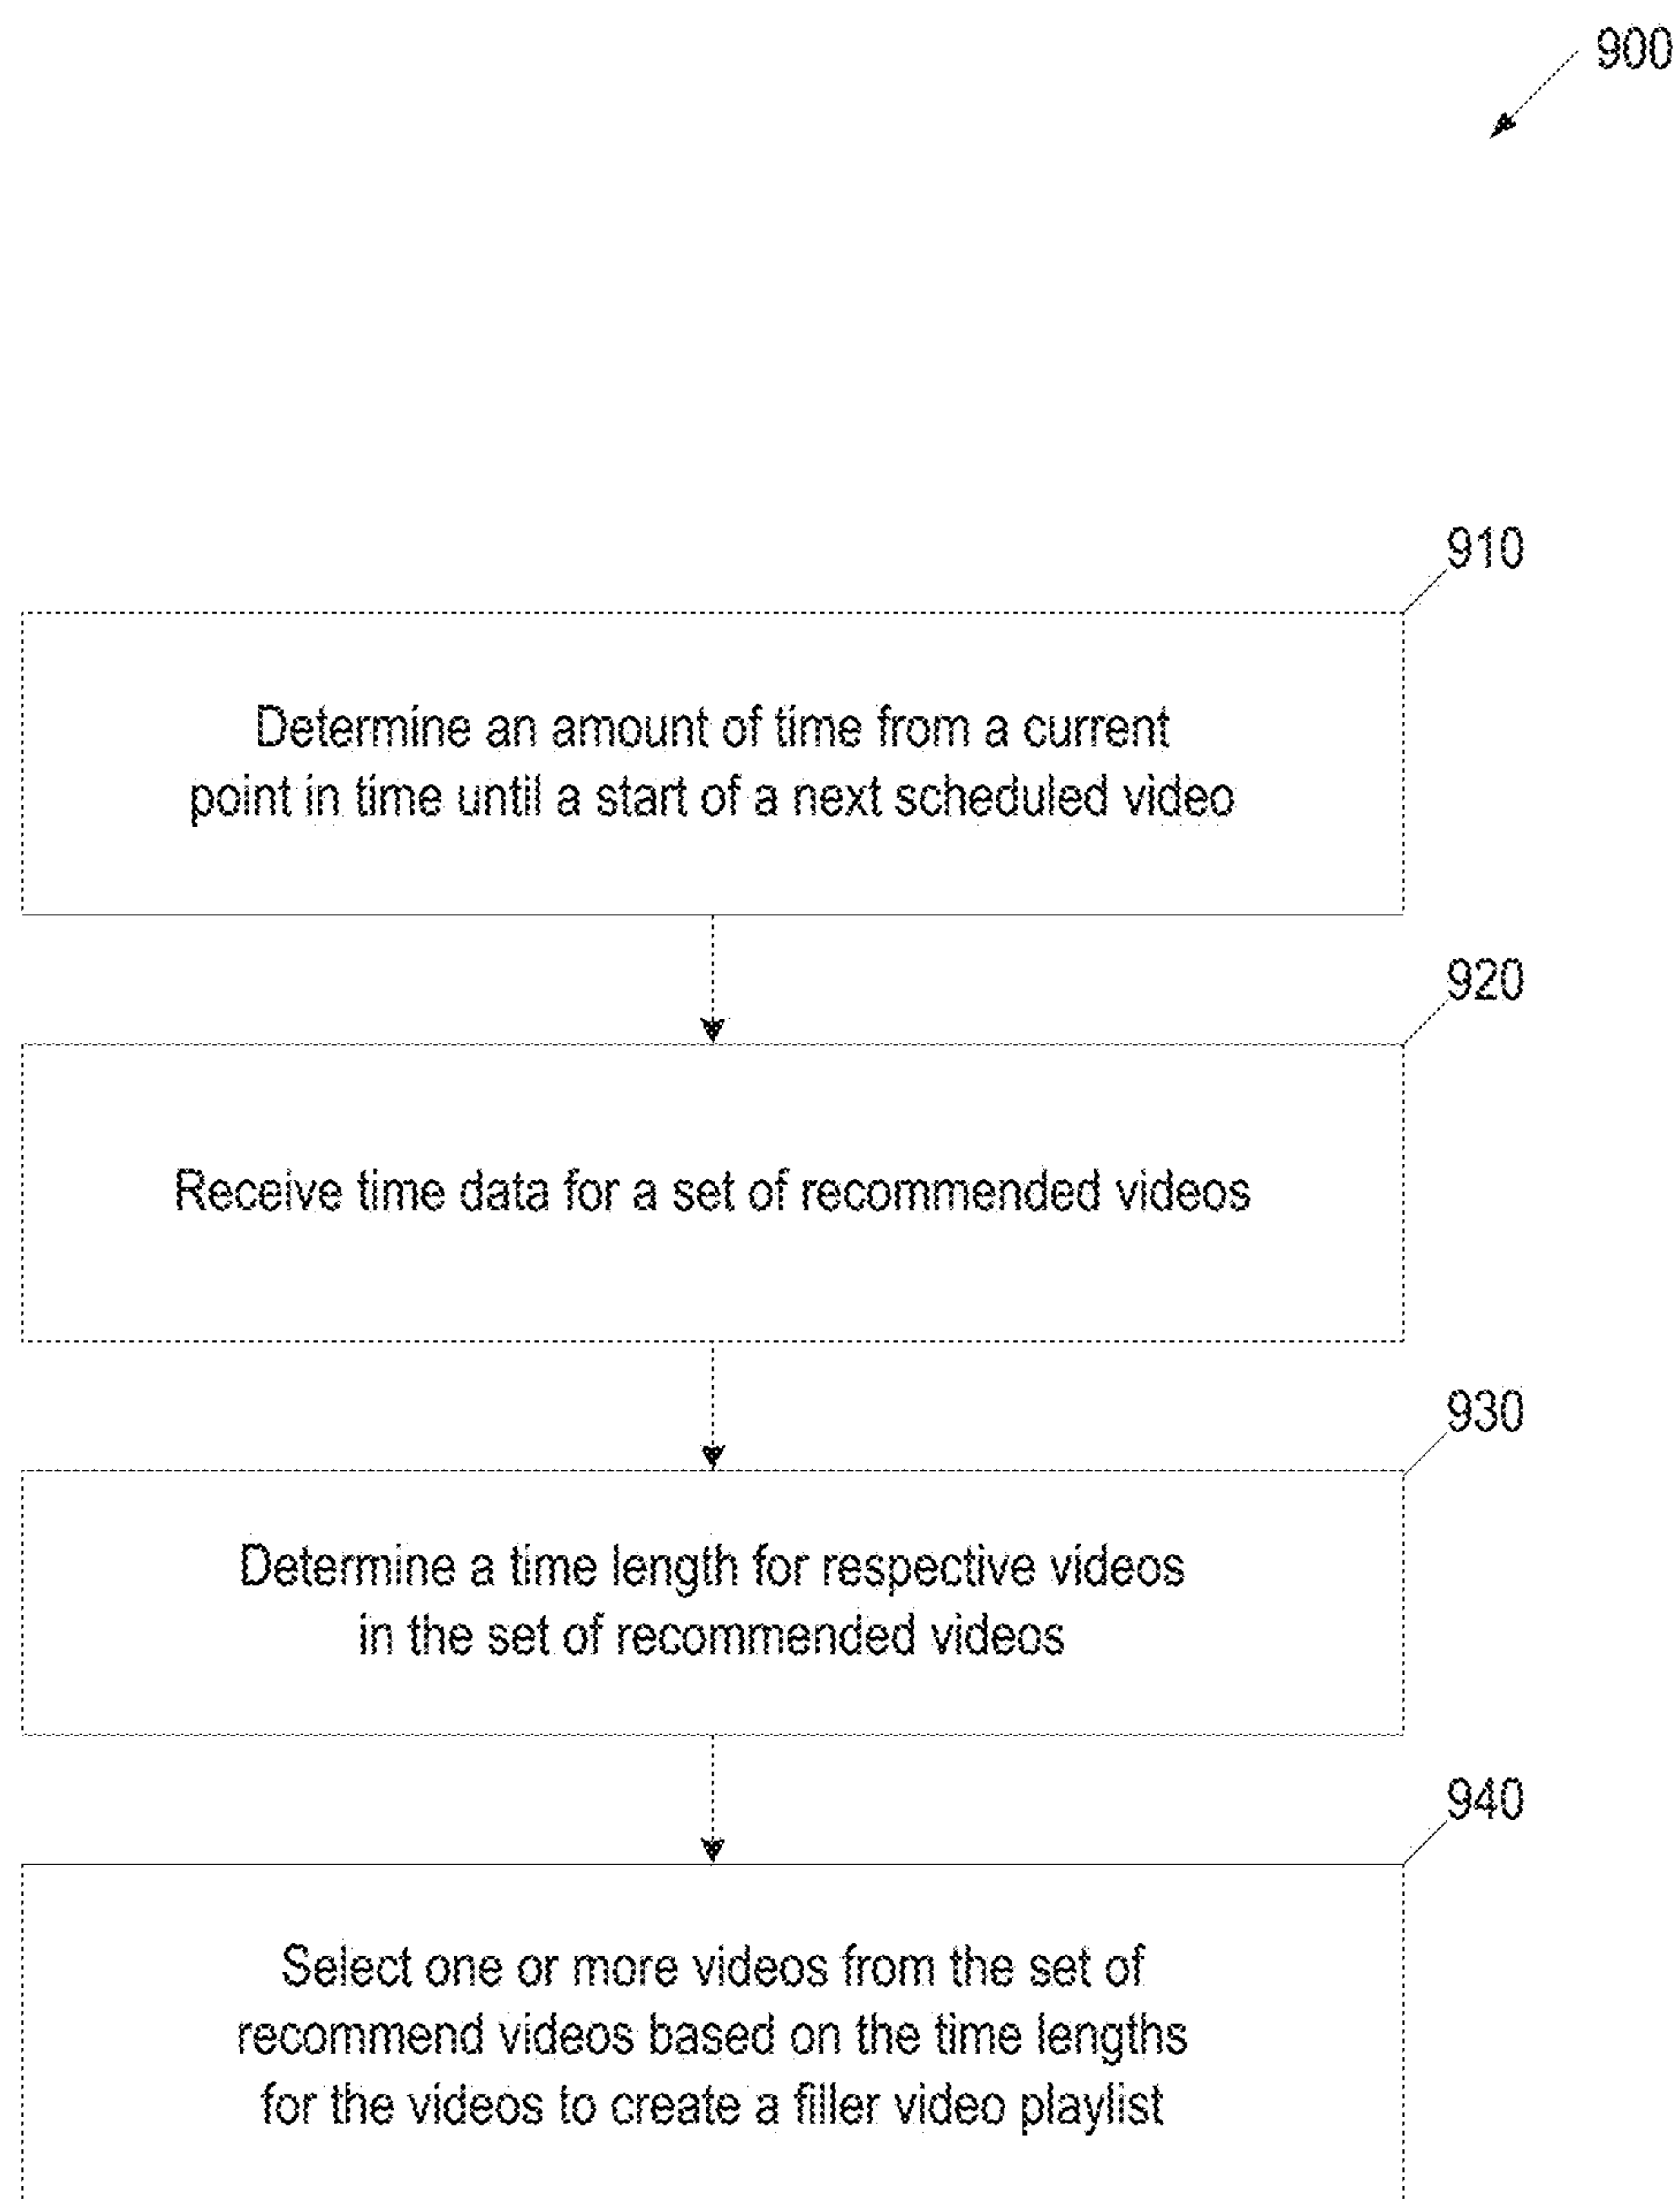 900
910
Determine an amount of time from a current
point in time until a start of a next scheduled video
920
Receive time data for a set of recommended videos
930
Determine a time length for respective videos
in the set of recommended videos
940
Select one or more videos from the set of
recommend videos based on the time lengths
for the videos to create a filler video playlist